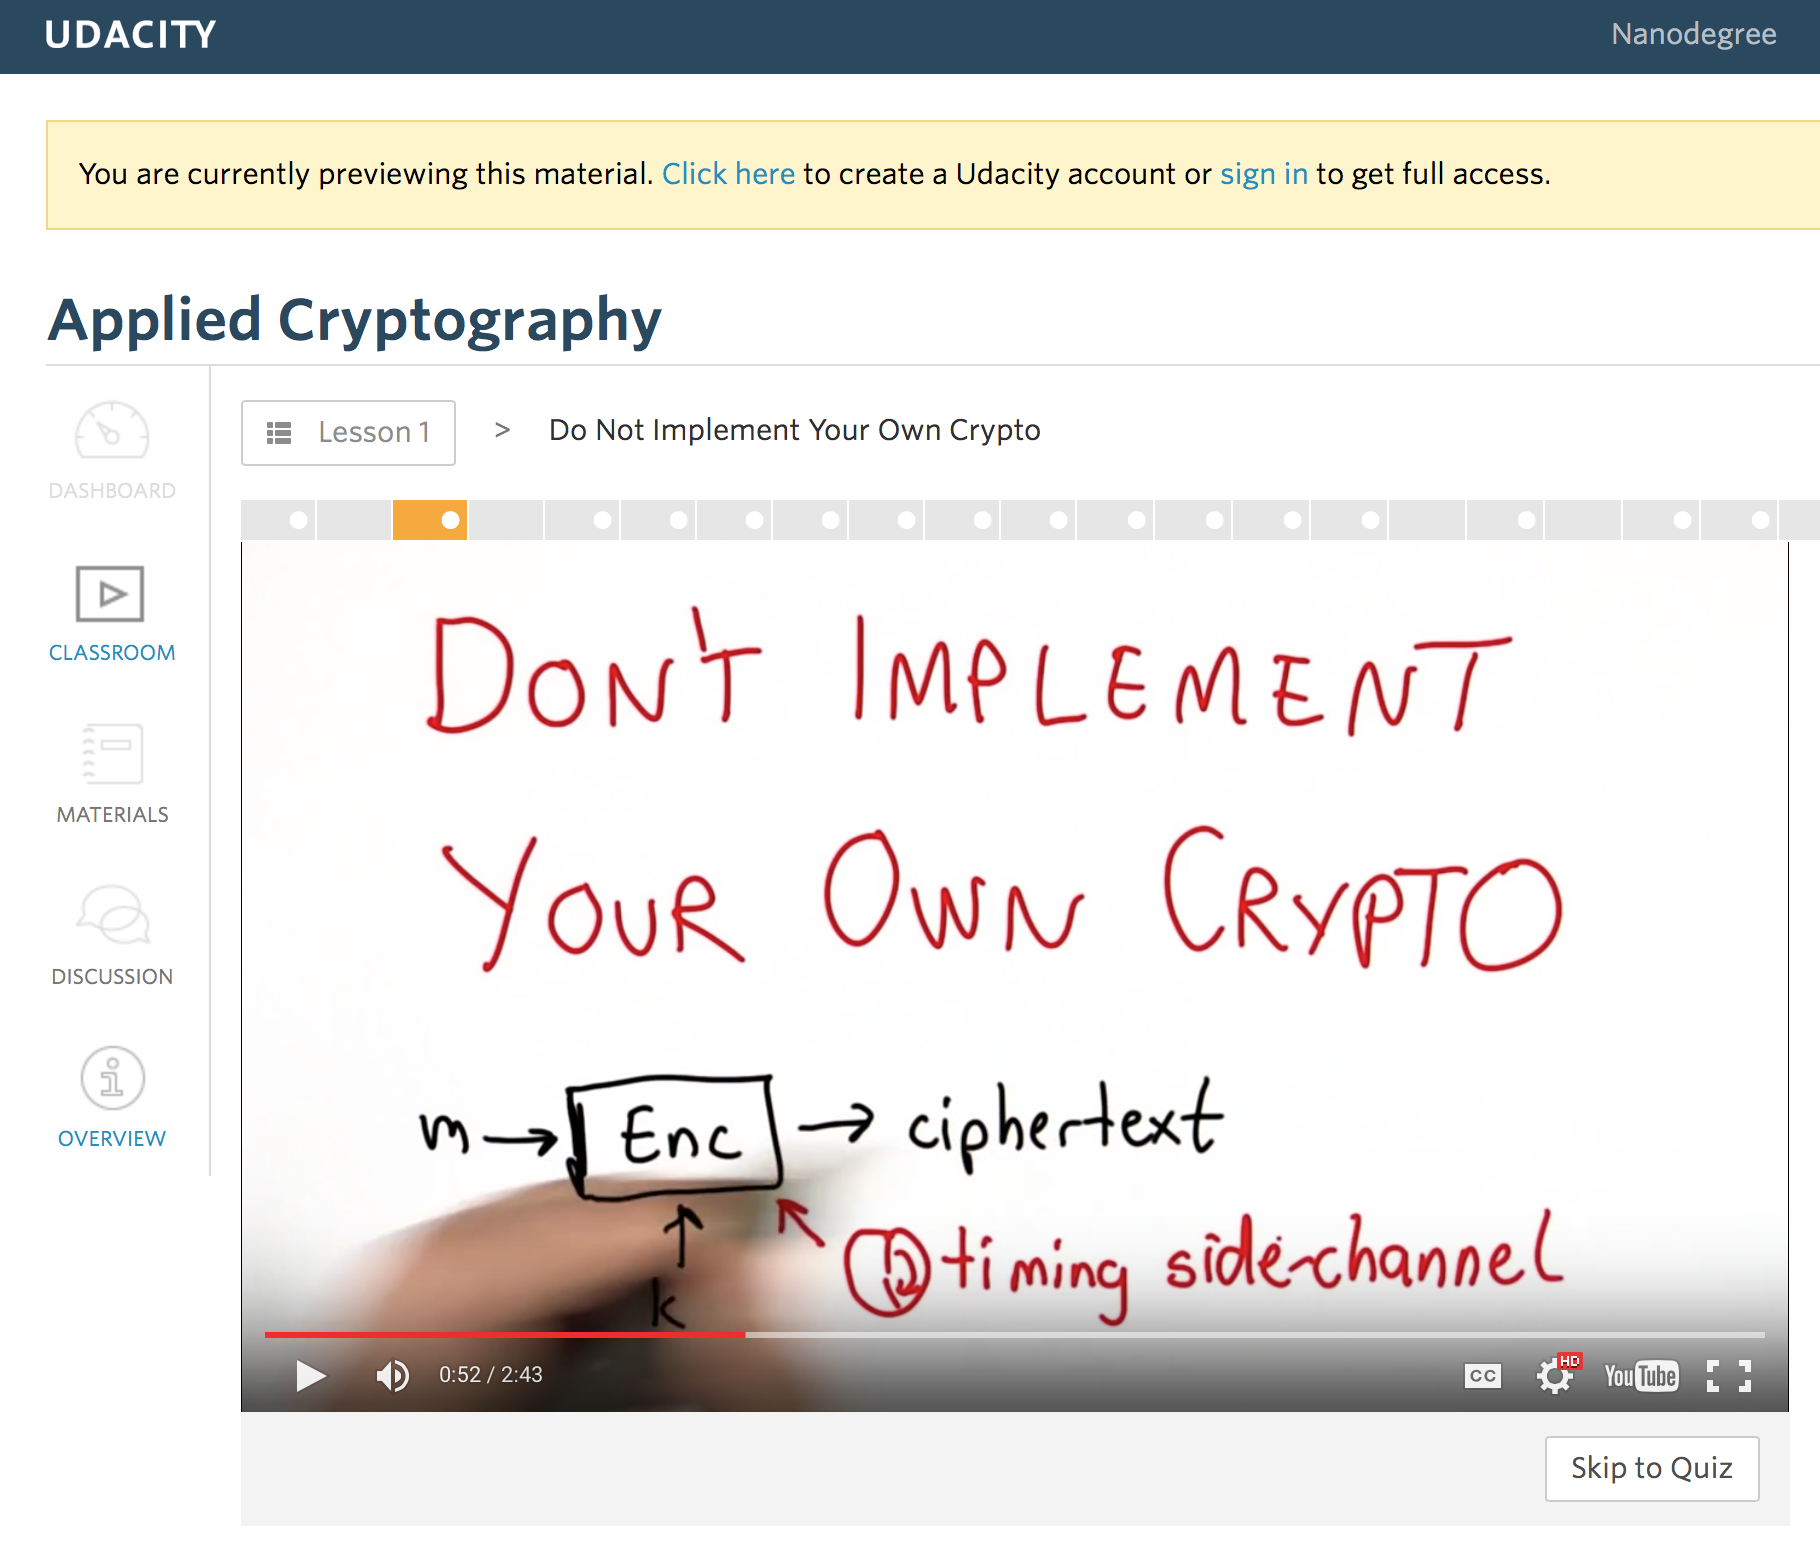 UDACITY
Nanodegree
You are currently previewing this material. Click here to create a Udacity account or sign in to get full access.
Applied Cryptography
Lesson 1 > Do Not Implement Your Own Crypto
DASHBOARD
CLASSROOM
MATERIALS
DISCUSSION
OVERVIEW
DON'T IMPLEMENT
YOUR OWN CRYPTO
m → Enc → ciphertext
↑
k
timing side-channel
0:52 / 2:43
CC
HD
YouTube
Skip to Quiz